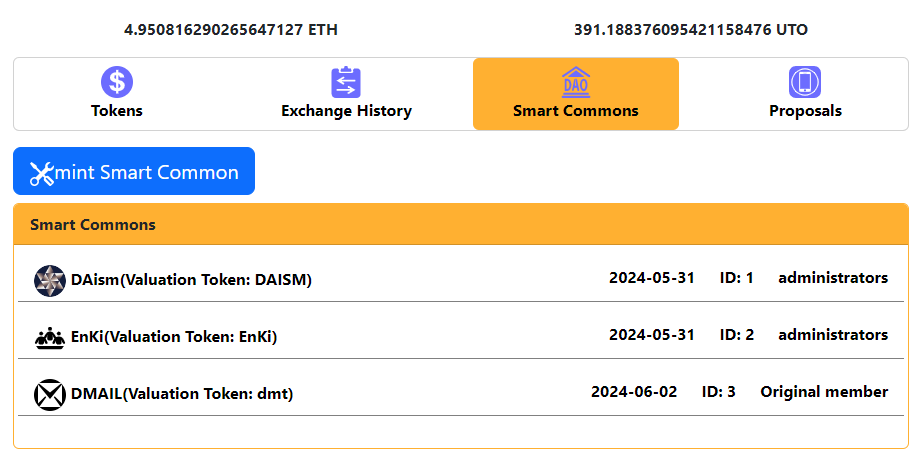 4.950816290265647127 ETH 391.188376095421158476 UTO
$ DAO
Tokens Exchange History Smart Commons Proposals
mint Smart Common
Smart Commons
DAism(Valuation Token: DAISM) 2024-05-31 ID: 1 administrators
EnKi(Valuation Token: EnKi) 2024-05-31 ID: 2 administrators
DMAIL(Valuation Token: dmt) 2024-06-02 ID: 3 Original member